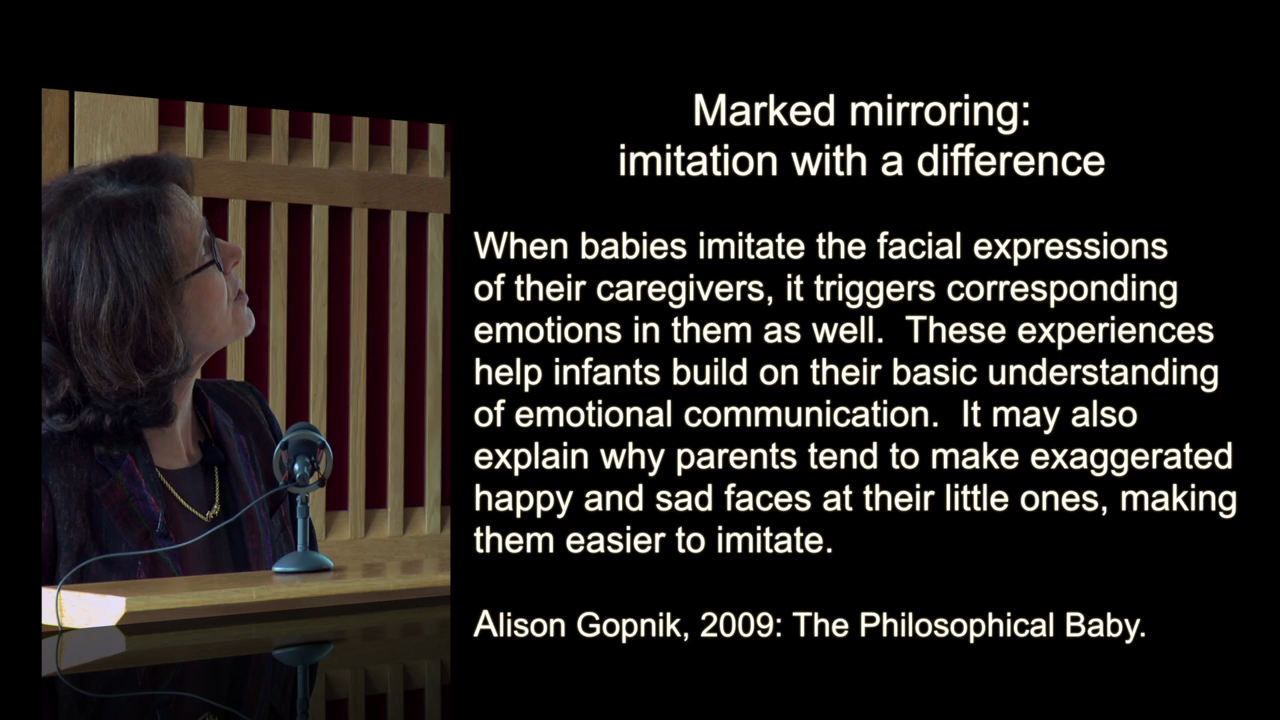 Marked mirroring:
imitation with a difference
When babies imitate the facial expressions
of their caregivers, it triggers corresponding
emotions in them as well.  These experiences
help infants build on their basic understanding
of emotional communication.  It may also
explain why parents tend to make exaggerated
happy and sad faces at their little ones, making
them easier to imitate.
Alison Gopnik, 2009: The Philosophical Baby.